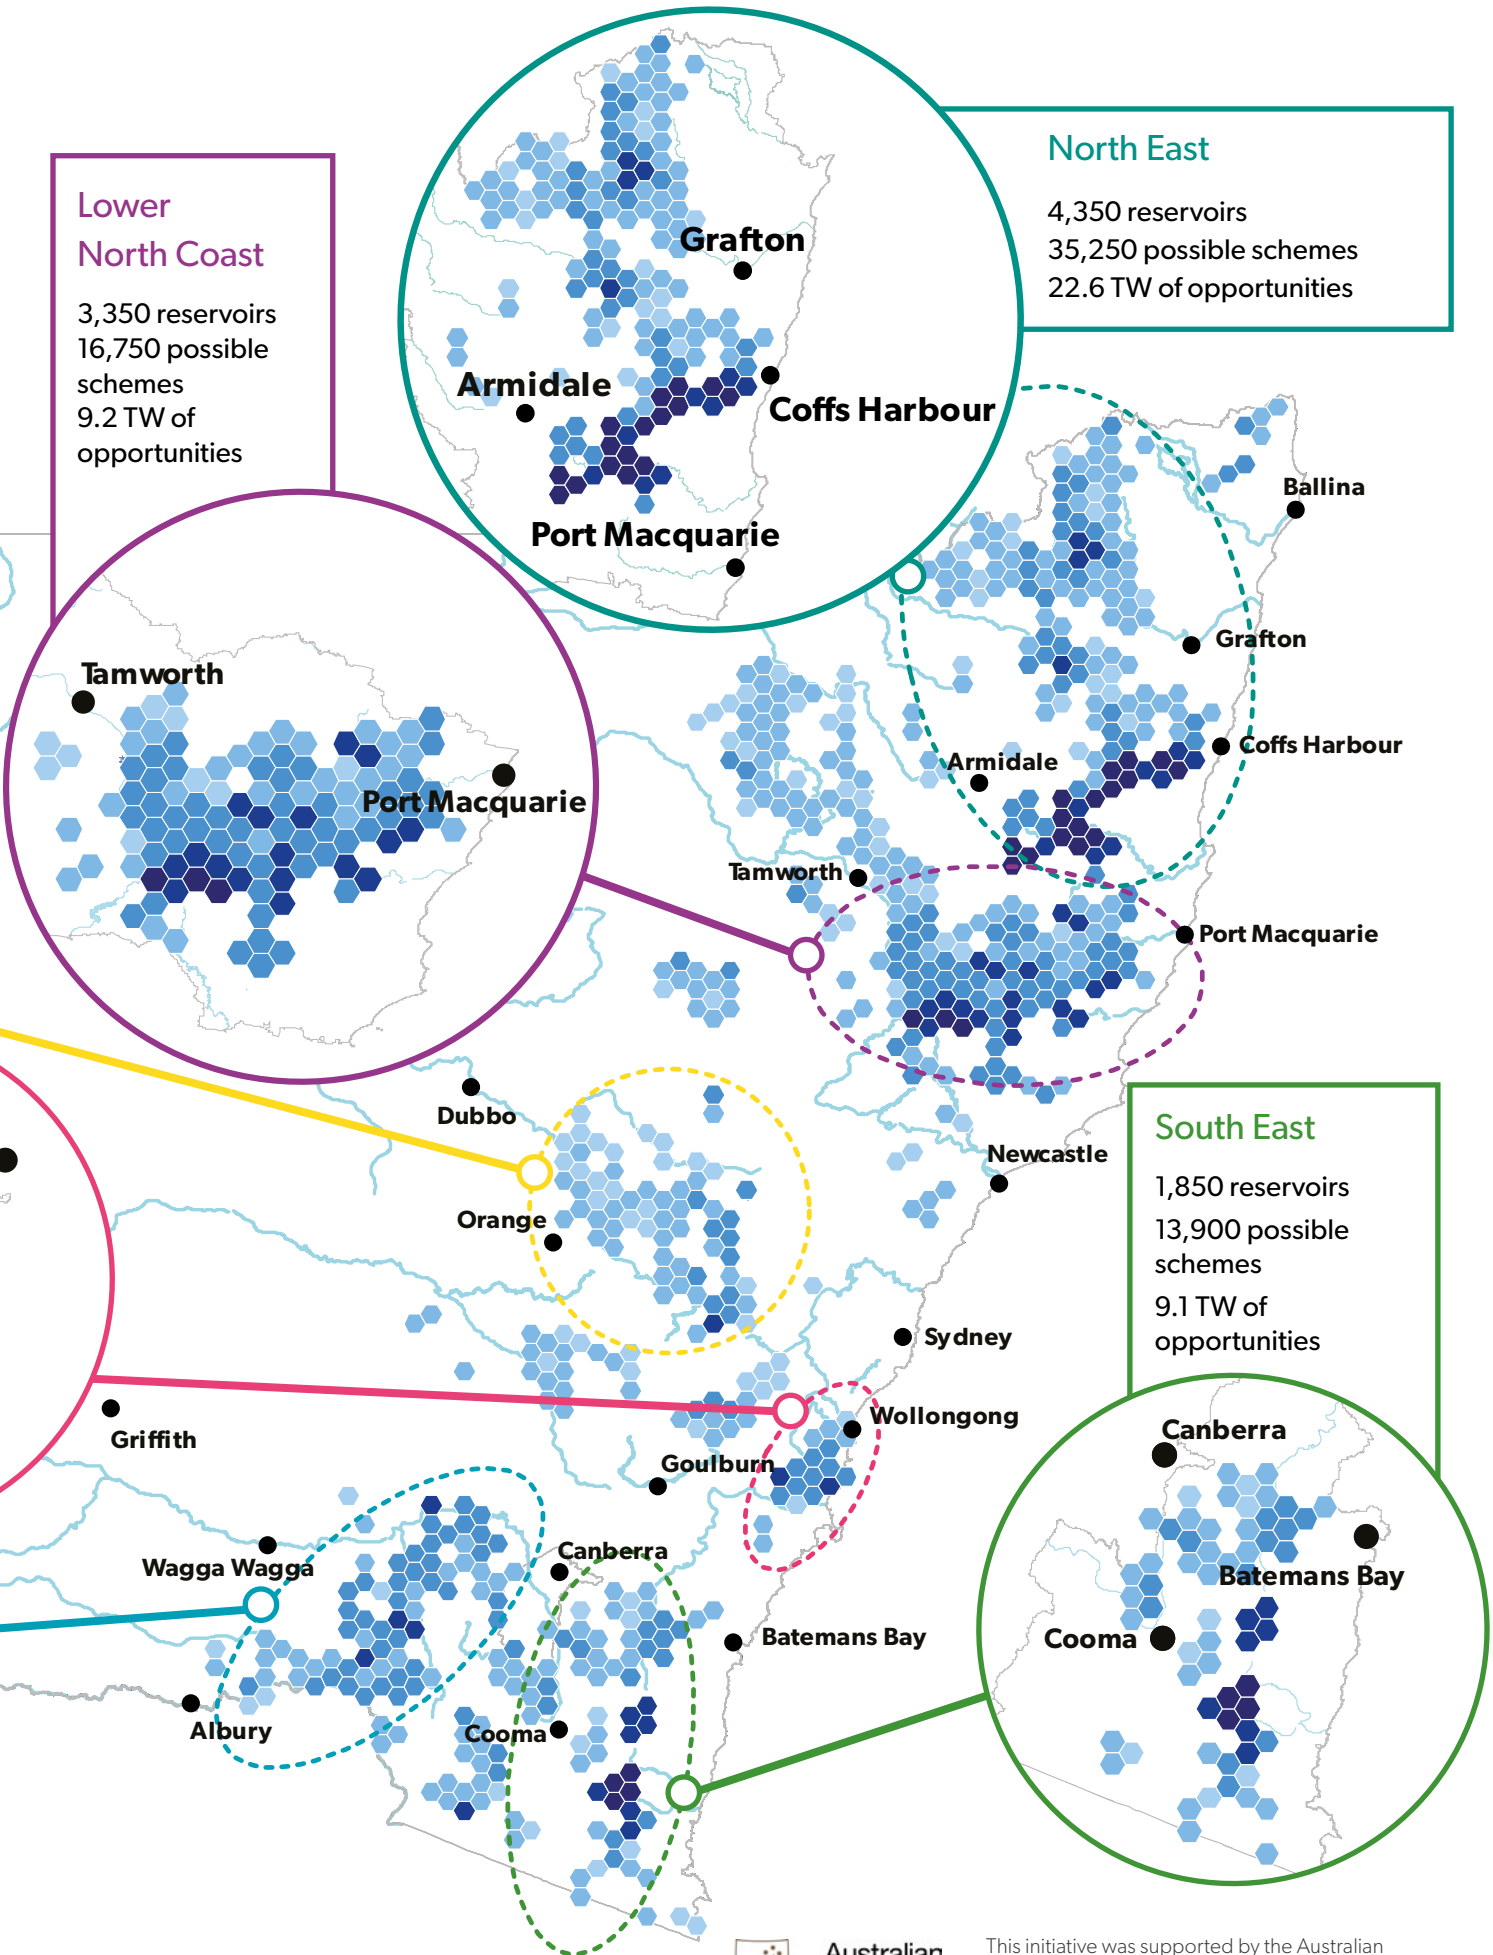 North East
4,350 reservoirs
35,250 possible schemes
22.6 TW of opportunities
Lower
North Coast
3,350 reservoirs
16,750 possible
schemes
9.2 TW of
opportunities
Grafton
Armidale
Coffs Harbour
Port Macquarie
Tamworth
Port Macquarie
Ballina
Grafton
Coffs Harbour
Armidale
Tamworth
Port Macquarie
Dubbo
Newcastle
Orange
Sydney
Wollongong
Griffith
Goulburn
Canberra
Wagga Wagga
Batemans Bay
Albury
Cooma
South East
1,850 reservoirs
13,900 possible
schemes
9.1 TW of
opportunities
Canberra
Batemans Bay
Cooma
Australian
This initiative was supported by the Australian